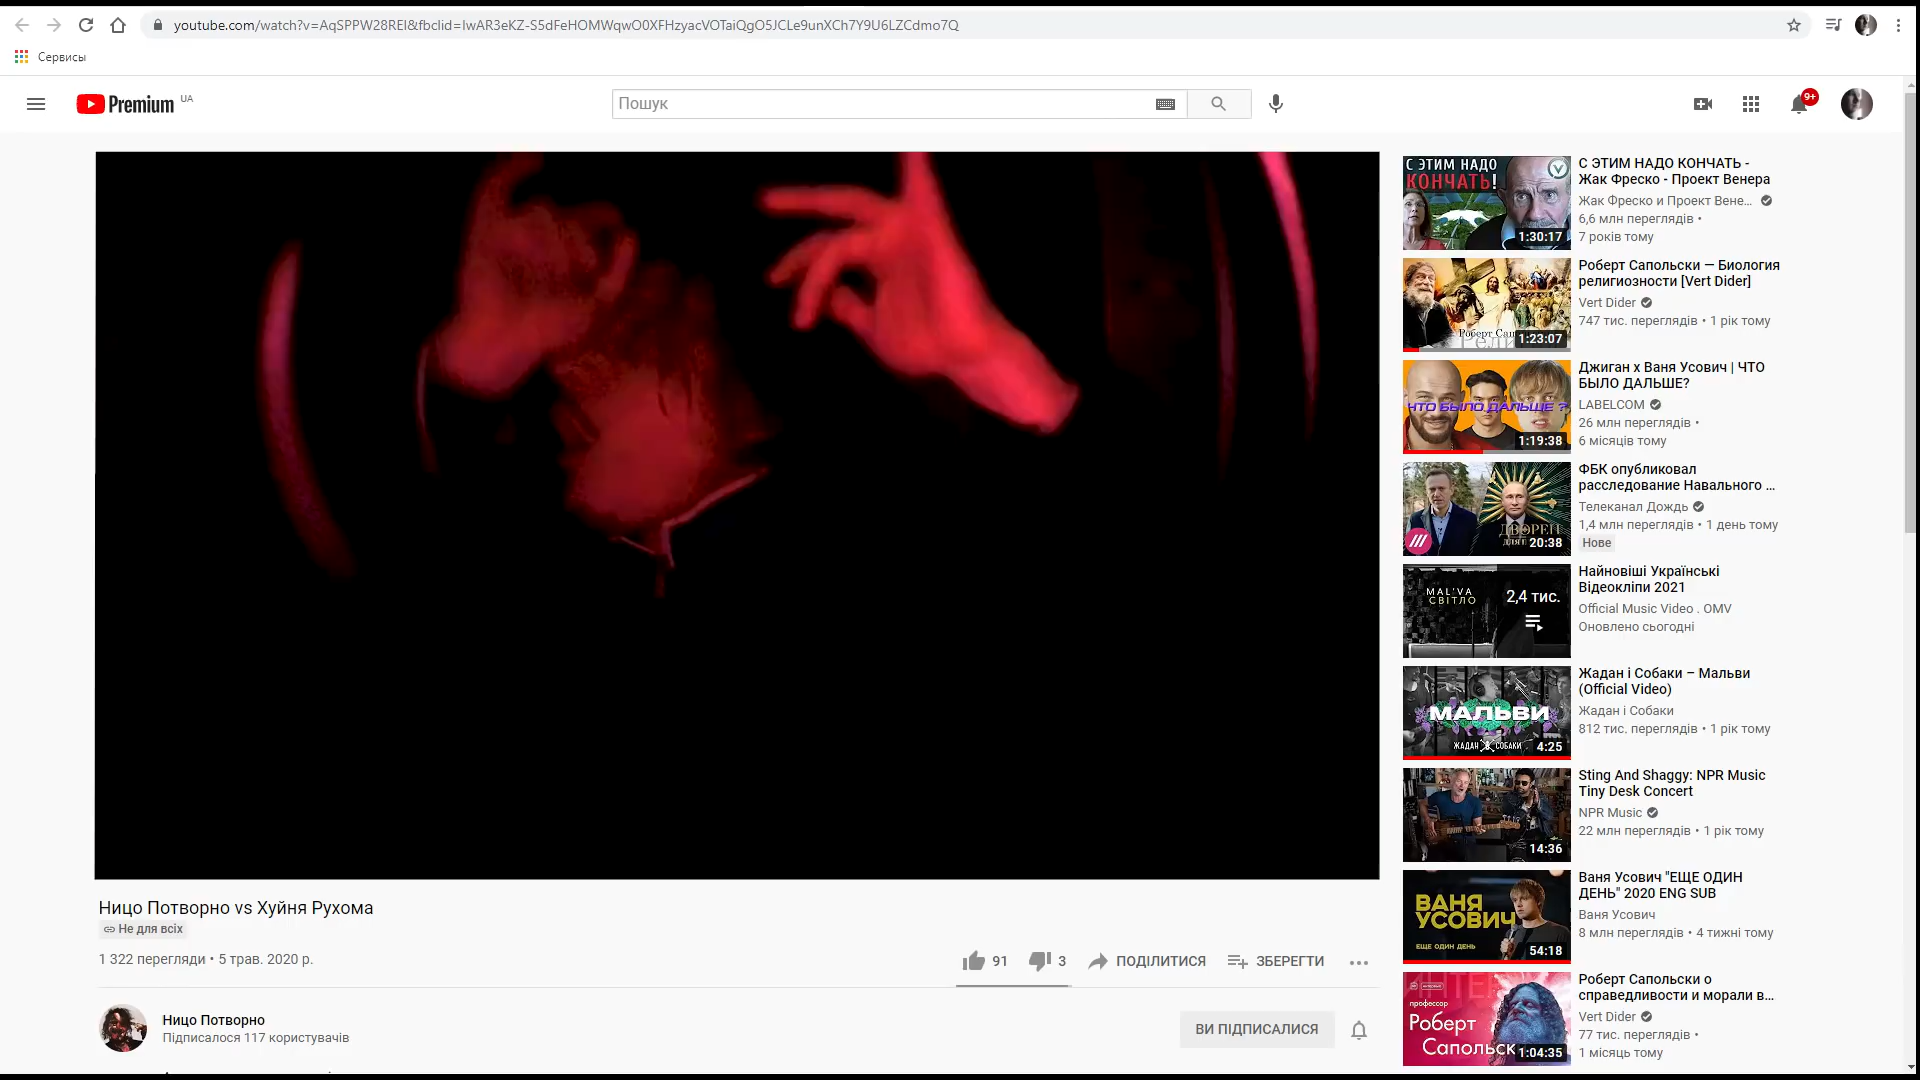 youtube.com/watch?v=AqSPPW28REI&fbclid=IwAR3eKZ-S5dFeHOMWqwO0XFHzyacVOTaiQgO5JCLe9unXCh7Y9U6LZCdmo7Q
Сервисы
Premium UA
Пошук
9+
Ницо Потворно vs Хуйня Рухома
Не для всіх
1 322 перегляди • 5 трав. 2020 р.
91
3
ПОДІЛИТИСЯ
ЗБЕРЕГТИ
Ницо Потворно
Підписалося 117 користувачів
ВИ ПІДПИСАЛИСЯ
С ЭТИМ НАДО
КОНЧАТЬ!
1:30:17
С ЭТИМ НАДО КОНЧАТЬ -
Жак Фреско - Проект Венера
Жак Фреско и Проект Вене...
6,6 млн переглядів •
7 років тому
1:23:07
Роберт Сапольски — Биология
религиозности [Vert Dider]
Vert Dider
747 тис. переглядів • 1 рік тому
ЧТО БЫЛО ДАЛЬШЕ ?
1:19:38
Джиган х Ваня Усович | ЧТО
БЫЛО ДАЛЬШЕ?
LABELCOM
26 млн переглядів •
6 місяців тому
ДВОРЕЦ
20:38
ФБК опубликовал
расследование Навального ...
Телеканал Дождь
1,4 млн переглядів • 1 день тому
Нове
MAL'VA
СВІТЛО
2,4 тис.
Найновіші Українські
Відеокліпи 2021
Official Music Video . OMV
Оновлено сьогодні
МАЛЬВИ
ЖАДАН І СОБАКИ
4:25
Жадан і Собаки – Мальви
(Official Video)
Жадан і Собаки
812 тис. переглядів • 1 рік тому
14:36
Sting And Shaggy: NPR Music
Tiny Desk Concert
NPR Music
22 млн переглядів • 1 рік тому
ВАНЯ
УСОВИЧ
ЕЩЕ ОДИН ДЕНЬ
54:18
Ваня Усович "ЕЩЕ ОДИН
ДЕНЬ" 2020 ENG SUB
Ваня Усович
8 млн переглядів • 4 тижні тому
профессор
Роберт
Сапольск
1:04:35
Роберт Сапольски о
справедливости и морали в...
Vert Dider
77 тис. переглядів •
1 місяць тому